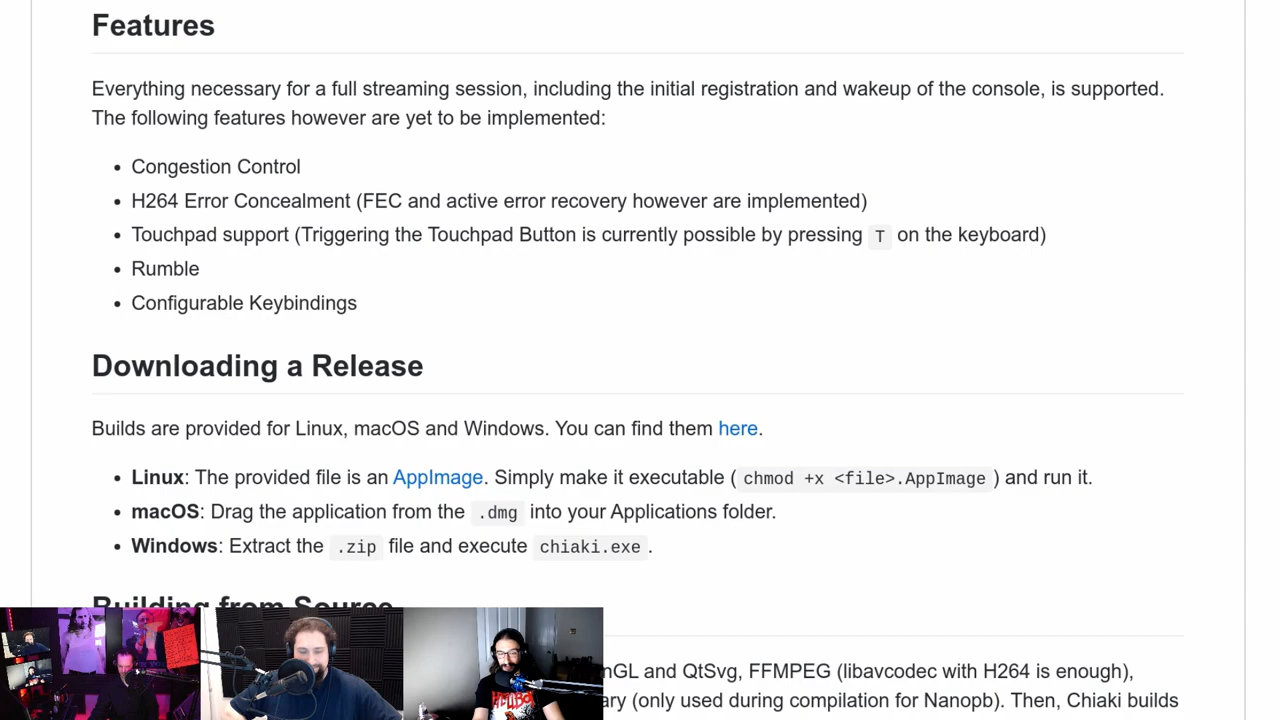 Features
Everything necessary for a full streaming session, including the initial registration and wakeup of the console, is supported.
The following features however are yet to be implemented:
Congestion Control
H264 Error Concealment (FEC and active error recovery however are implemented)
Touchpad support (Triggering the Touchpad Button is currently possible by pressing T on the keyboard)
Rumble
Configurable Keybindings
Downloading a Release
Builds are provided for Linux, macOS and Windows. You can find them here.
Linux: The provided file is an AppImage. Simply make it executable ( chmod +x <file>.AppImage ) and run it.
macOS: Drag the application from the .dmg into your Applications folder.
Windows: Extract the .zip file and execute chiaki.exe .
Building from Source
nGL and QtSvg, FFMPEG (libavcodec with H264 is enough),
ary (only used during compilation for Nanopb). Then, Chiaki builds